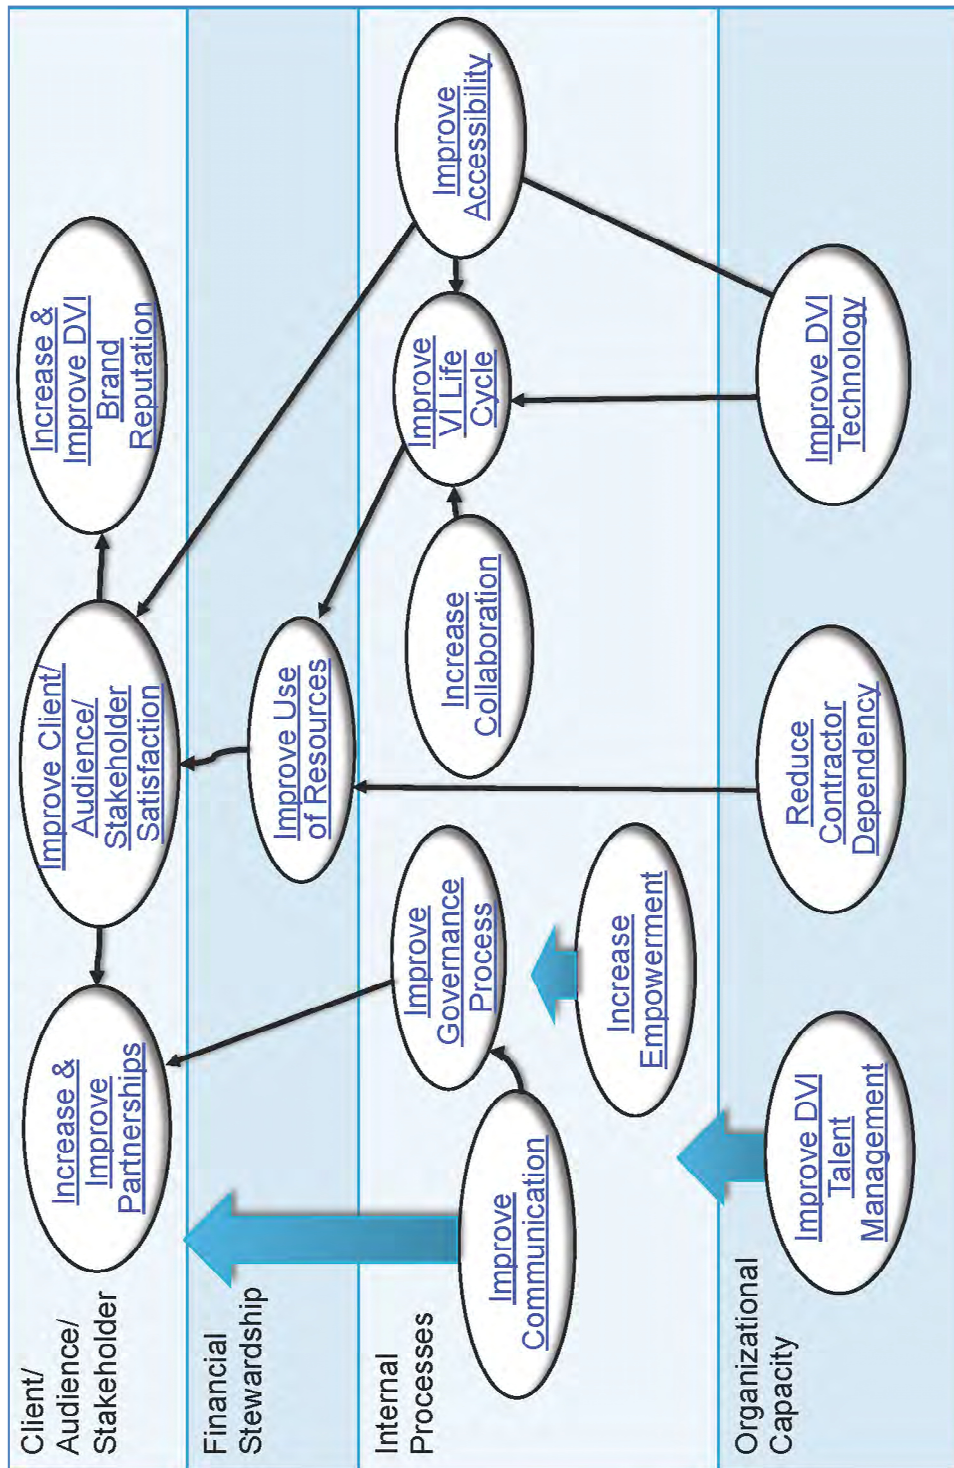 Client/
Audience/
Stakeholder
Increase &
Improve
Partnerships
Improve Client/
Audience/
Stakeholder
Satisfaction
Increase &
Improve DVI
Brand
Reputation
Financial
Stewardship
Improve Use
of Resources
Internal
Processes
Improve
Communication
Improve
Governance
Process
Increase
Empowerment
Increase
Collaboration
Improve
VI Life
Cycle
Improve
Accessibility
Organizational
Capacity
Improve DVI
Talent
Management
Reduce
Contractor
Dependency
Improve DVI
Technology